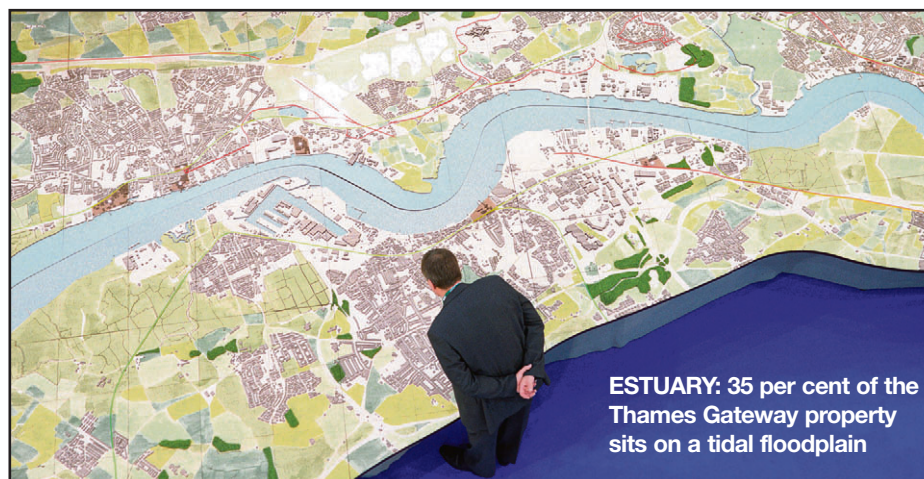 ESTUARY: 35 per cent of the
Thames Gateway property
sits on a tidal floodplain